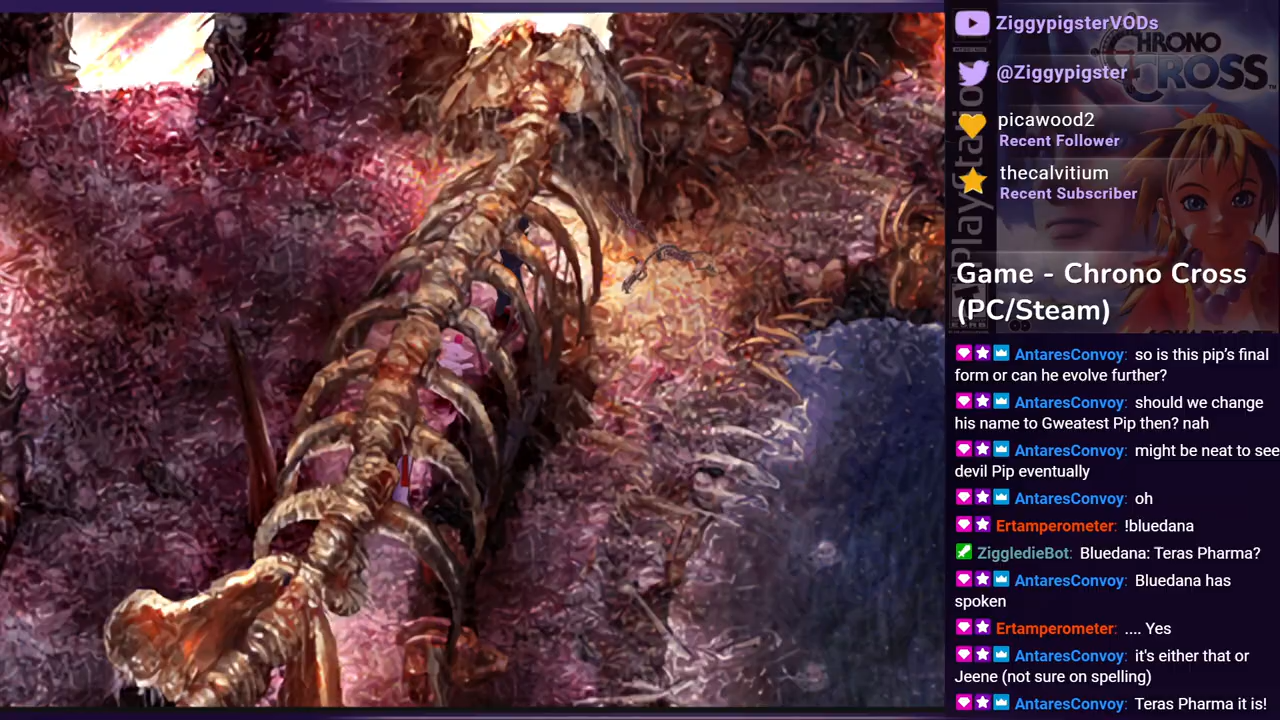 ZiggypigsterVODs
@Ziggypigster
picawood2
Recent Follower
thecalvitium
Recent Subscriber
PlayStation
CHRONO
CROSS
Game - Chrono Cross
(PC/Steam)
AntaresConvoy: so is this pip's final
form or can he evolve further?
AntaresConvoy: should we change
his name to Gweatest Pip then? nah
AntaresConvoy: might be neat to see
devil Pip eventually
AntaresConvoy: oh
Ertamperometer: !bluedana
ZiggledieBot: Bluedana: Teras Pharma?
AntaresConvoy: Bluedana has
spoken
Ertamperometer: .... Yes
AntaresConvoy: it's either that or
Jeene (not sure on spelling)
AntaresConvoy: Teras Pharma it is!